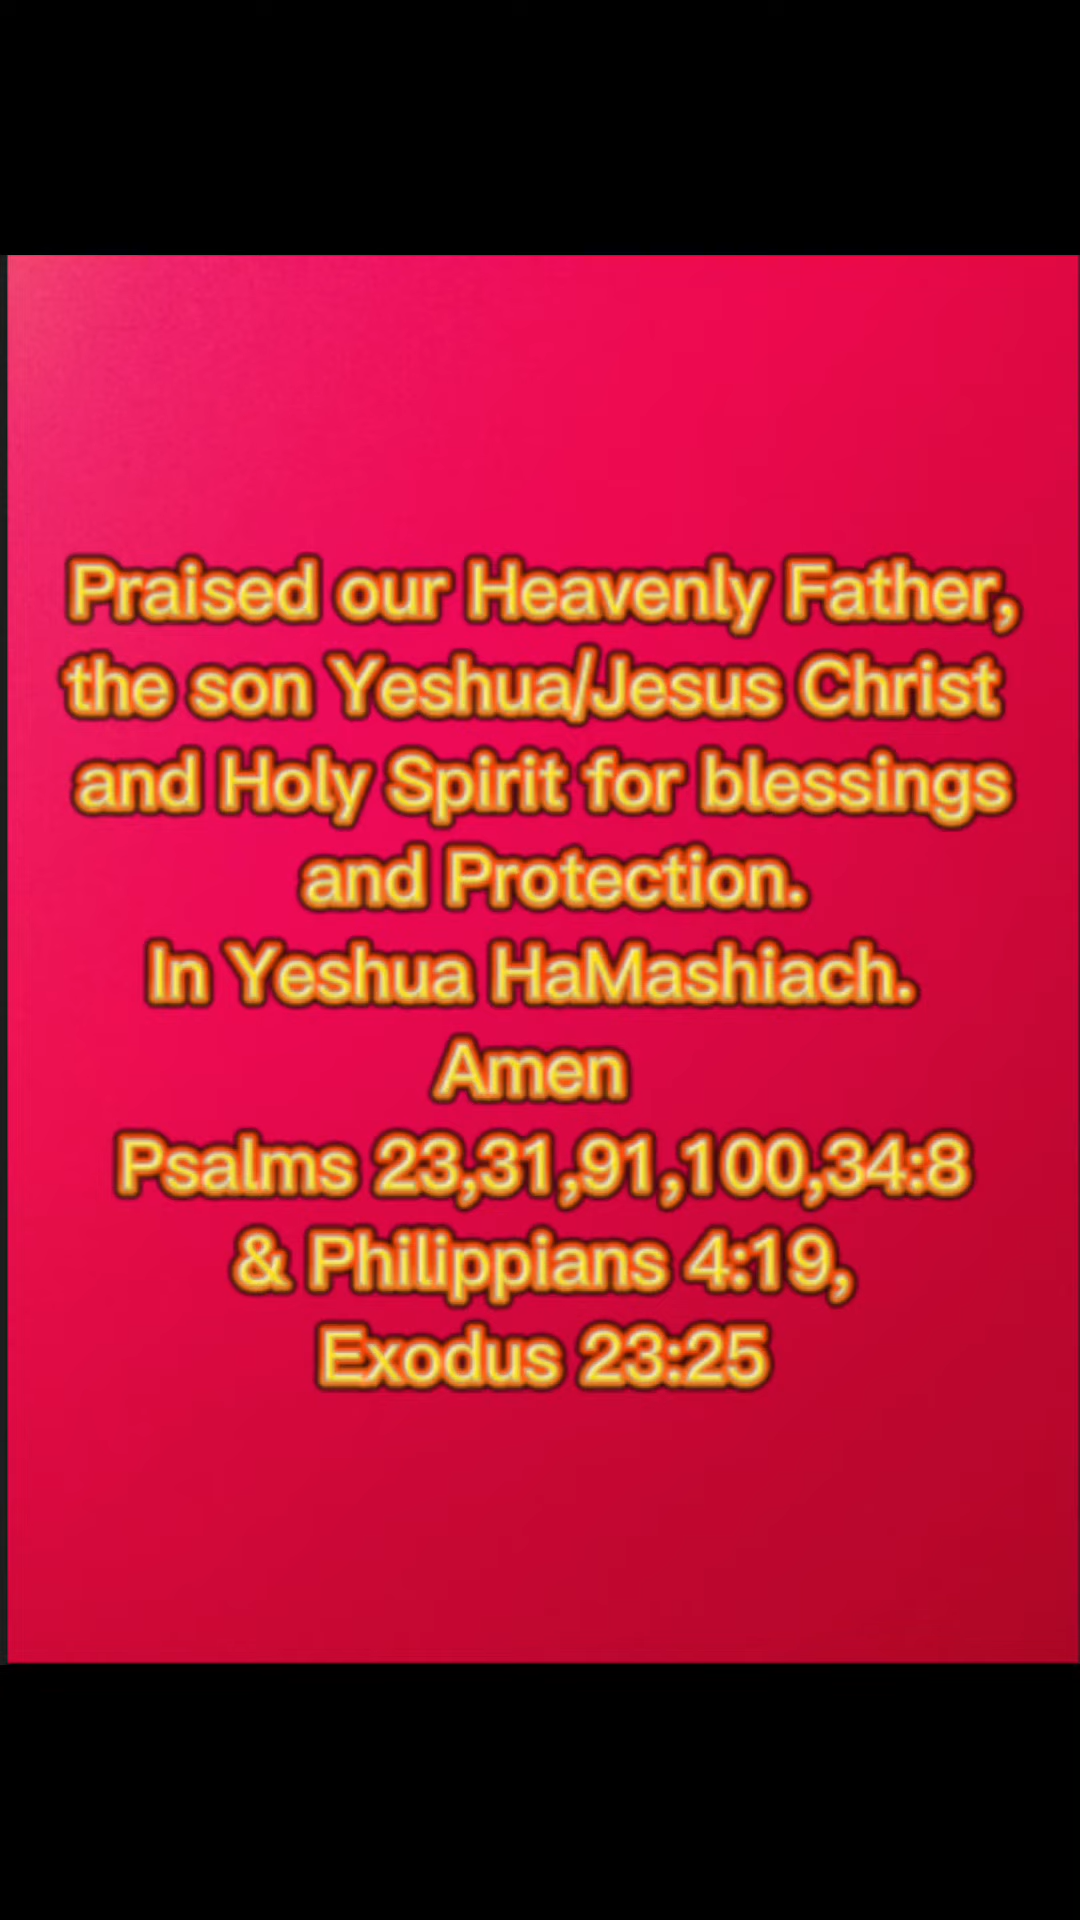 Praised our Heavenly Father,
the son Yeshua/Jesus Christ
and Holy Spirit for blessings
and Protection.
In Yeshua HaMashiach.
Amen
Psalms 23,31,91,100,34:8
& Philippians 4:19,
Exodus 23:25